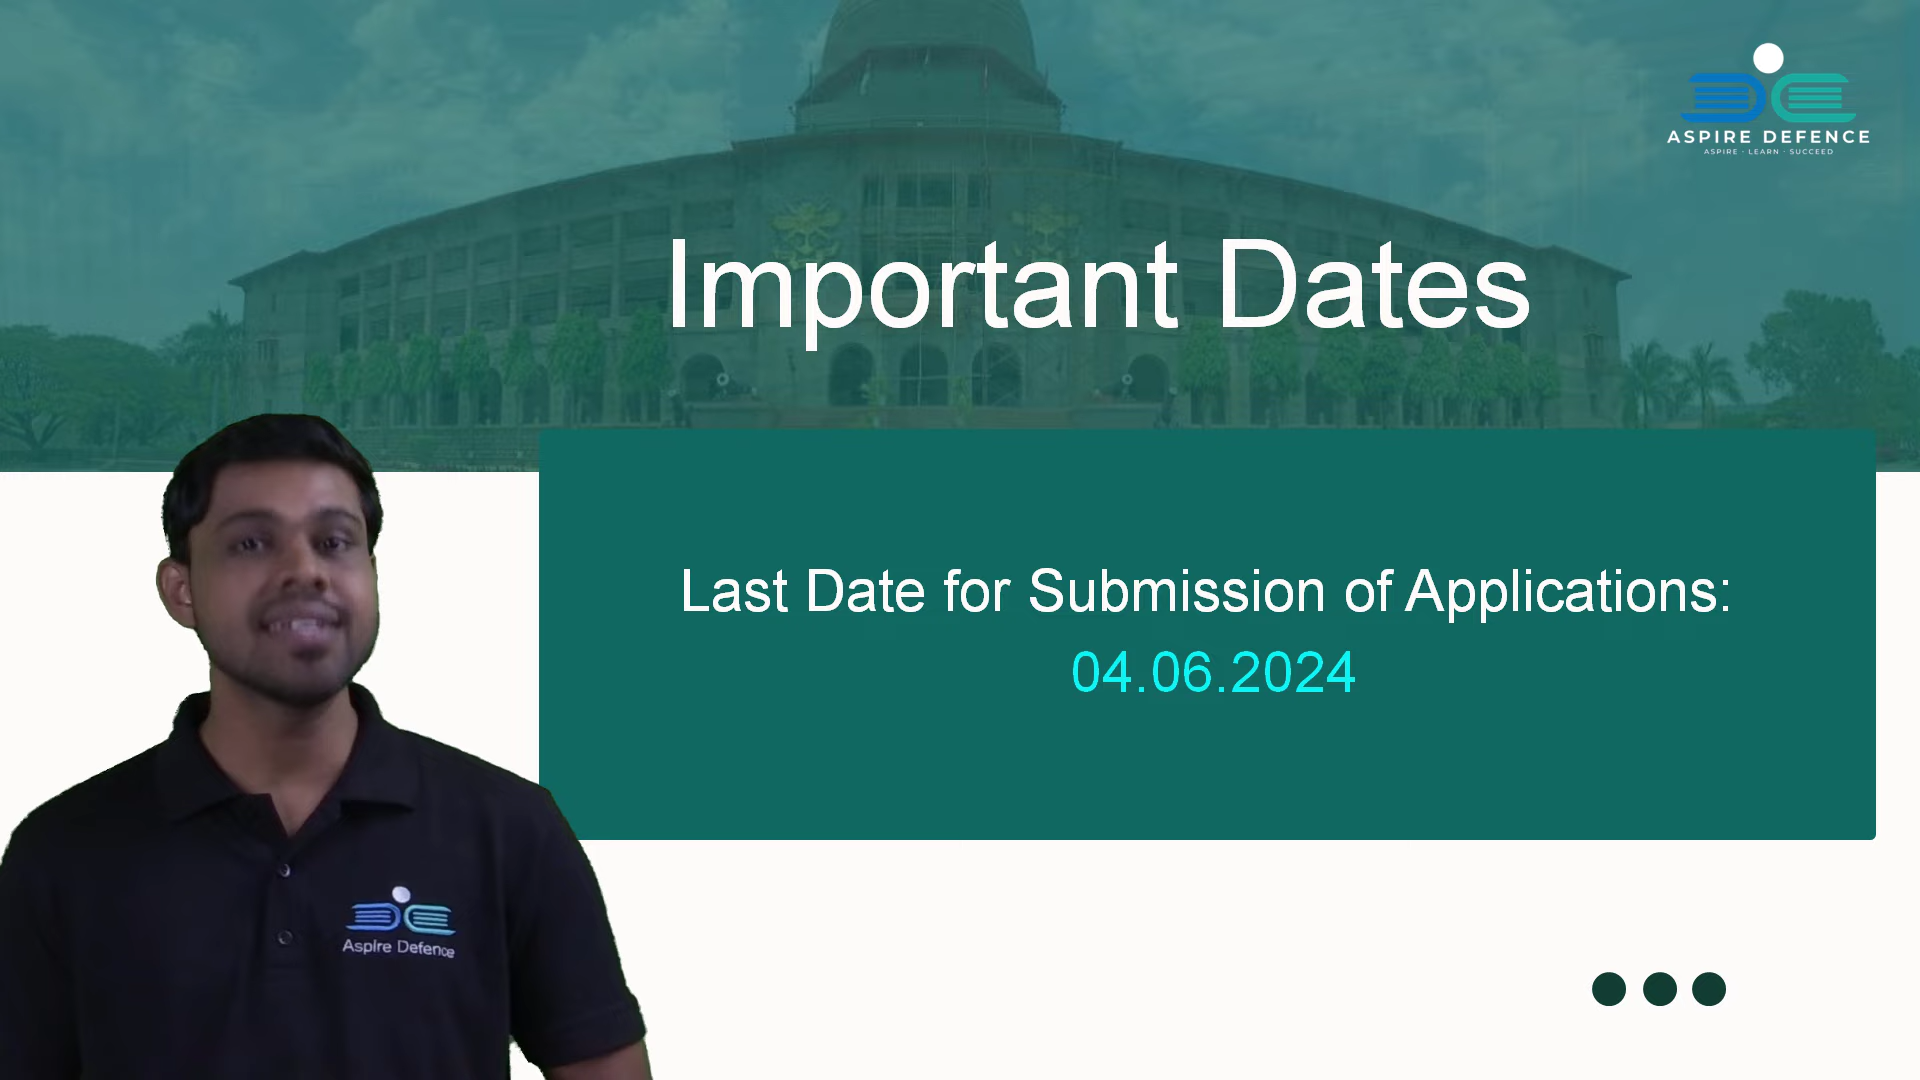 ASPIRE DEFENCE
ASPIRE · LEARN · SUCCEED
Important Dates
Last Date for Submission of Applications:
04.06.2024
Aspire Defence